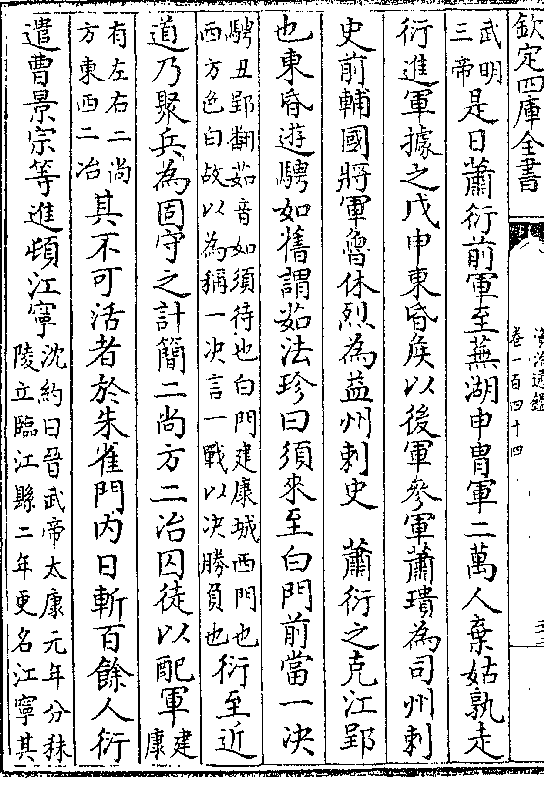 欽定四庫全書
資治通鑑
卷一百四十四
武明
三帝是日蕭衍前軍至蕪湖申胄軍二萬人棄姑孰走
衍進軍據之戊申東昏侯以後軍參軍蕭璝為司州刺
史前輔國將軍魯休烈為益州刺史　蕭衍之克江郢
也東昏遊騁如舊謂茹法珍曰須來至白門前當一決
騁丑郢翻茹音如須待也白門建康城西門也
西方色白故以為稱一决言一戰以决勝負也衍至近
道乃聚兵為固守之計簡二尚方二冶囚徒以配軍建康
有左右二尚
方東西二冶其不可活者於朱雀門内日斬百餘人衍
遣曹景宗等進頓江寧沈約曰晉武帝太康元年分秣
陵立臨江縣二年更名江寧其